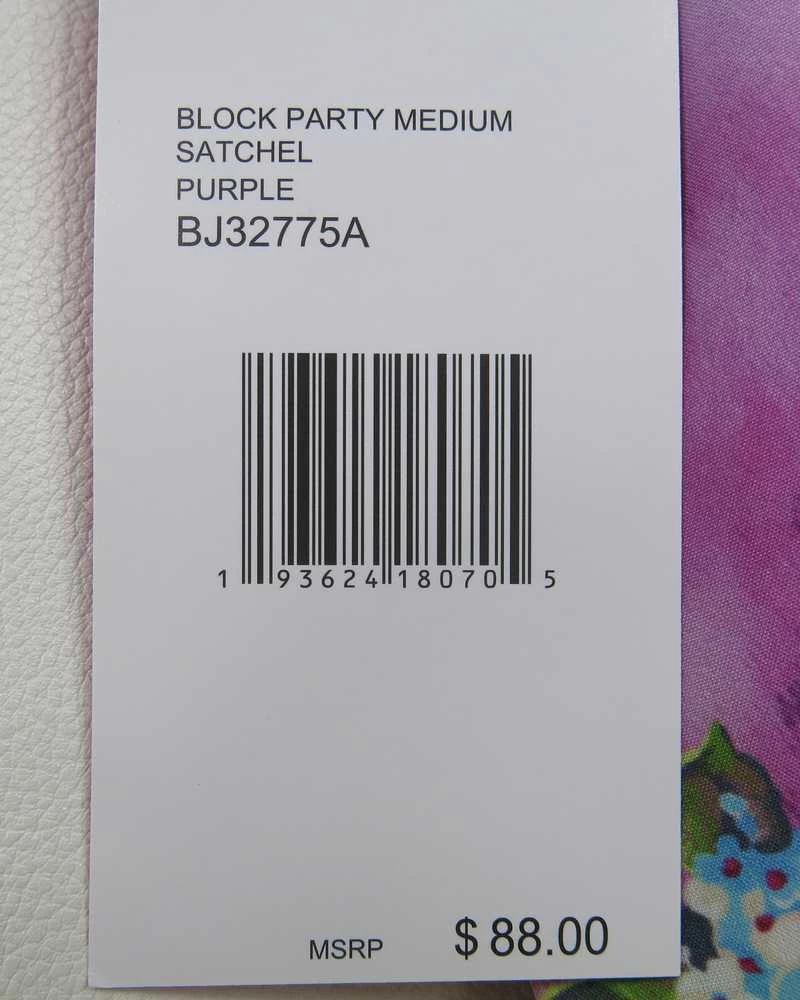 BLOCK PARTY MEDIUM
SATCHEL
PURPLE
BJ32775A
1 93624 18070 5
MSRP $88.00